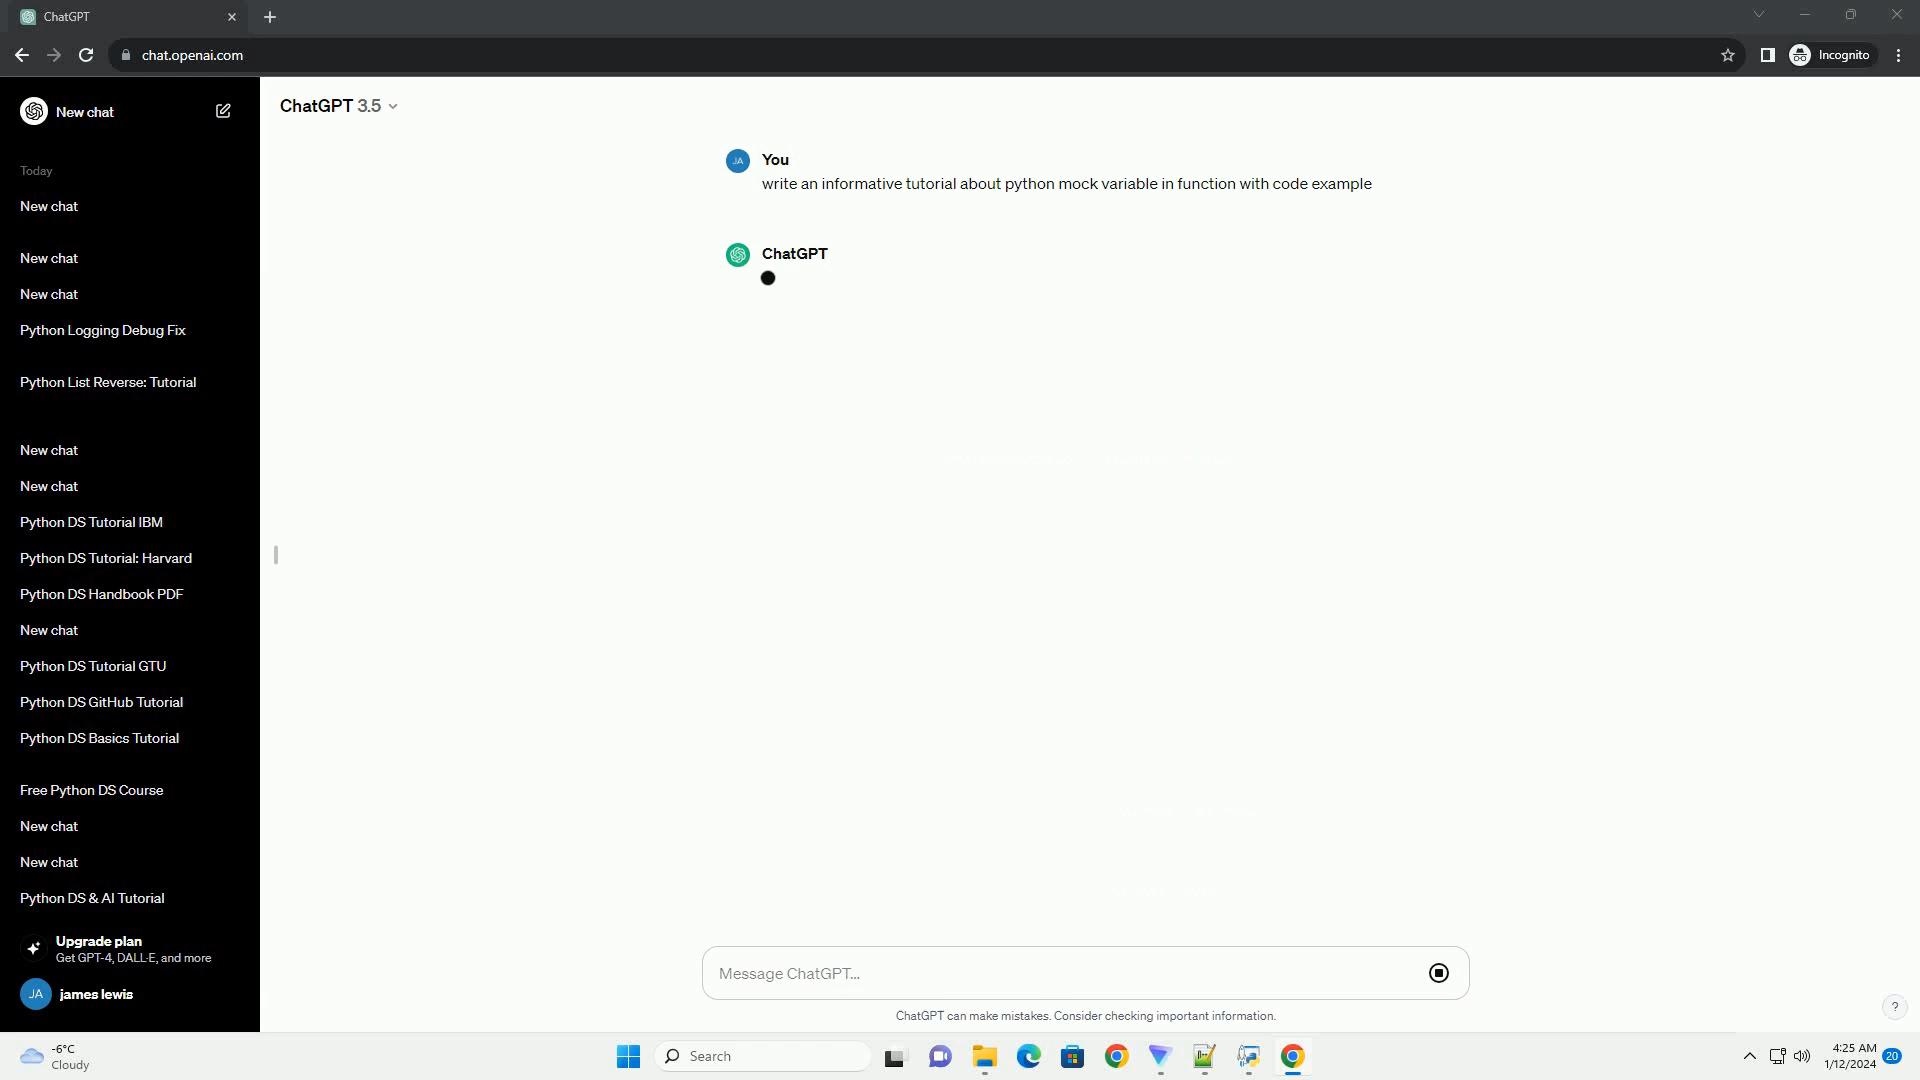 ChatGPT
chat.openai.com
Incognito
New chat
Today
New chat
New chat
New chat
Python Logging Debug Fix
Python List Reverse: Tutorial
New chat
New chat
Python DS Tutorial IBM
Python DS Tutorial: Harvard
Python DS Handbook PDF
New chat
Python DS Tutorial GTU
Python DS GitHub Tutorial
Python DS Basics Tutorial
Free Python DS Course
New chat
New chat
Python DS & AI Tutorial
Upgrade plan
Get GPT-4, DALL·E, and more
JA
james lewis
ChatGPT 3.5
JA
You
write an informative tutorial about python mock variable in function with code example
ChatGPT
Message ChatGPT...
ChatGPT can make mistakes. Consider checking important information.
?
-6°C
Cloudy
Search
4:25 AM
1/12/2024
20